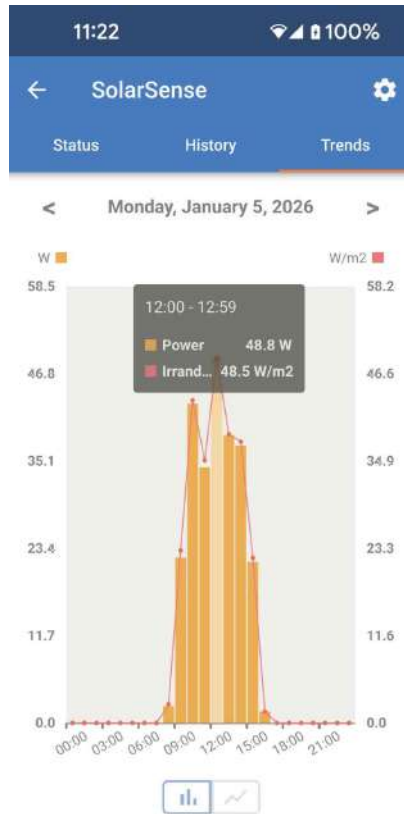 11:22 100%
SolarSense
Status History Trends
< Monday, January 5, 2026 >
W W/m2
58.5 58.2
12:00 - 12:59
Power 48.8 W
Irrand... 48.5 W/m2
46.8 46.6
35.1 34.9
23.4 23.3
11.7 11.6
0.0 0.0
00:00 03:00 06:00 09:00 12:00 15:00 18:00 21:00